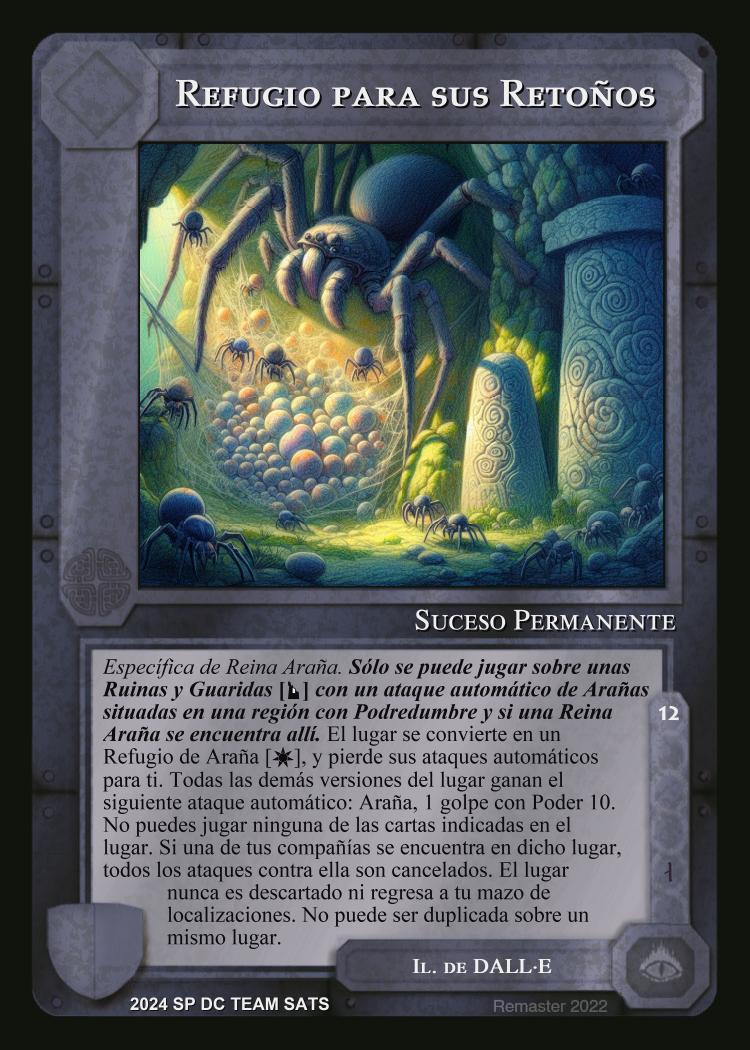 Refugio para sus Retoños
Suceso Permanente
Específica de Reina Araña. Sólo se puede jugar sobre unas
Ruinas y Guaridas [ ] con un ataque automático de Arañas
situadas en una región con Podredumbre y si una Reina
Araña se encuentra allí. El lugar se convierte en un
Refugio de Araña [ ], y pierde sus ataques automáticos
para ti. Todas las demás versiones del lugar ganan el
siguiente ataque automático: Araña, 1 golpe con Poder 10.
No puedes jugar ninguna de las cartas indicadas en el
lugar. Si una de tus compañías se encuentra en dicho lugar,
todos los ataques contra ella son cancelados. El lugar
nunca es descartado ni regresa a tu mazo de
localizaciones. No puede ser duplicada sobre un
mismo lugar.
12
Il. de DALL·E
2024 SP DC TEAM SATS
Remaster 2022